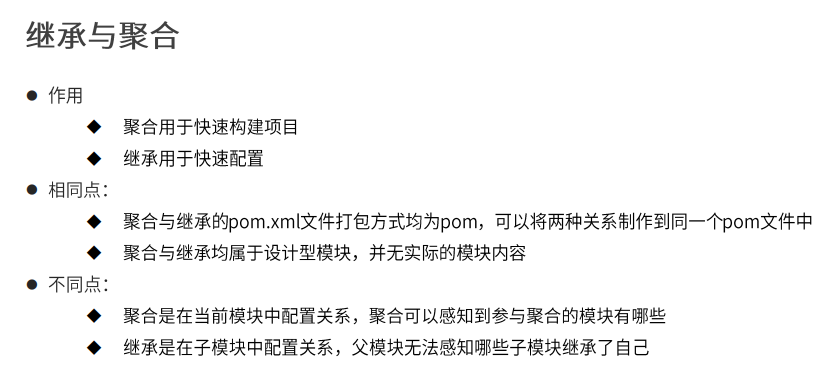 继承与聚合
● 作用
◆ 聚合用于快速构建项目
◆ 继承用于快速配置
● 相同点：
◆ 聚合与继承的pom.xml文件打包方式均为pom，可以将两种关系制作到同一个pom文件中
◆ 聚合与继承均属于设计型模块，并无实际的模块内容
● 不同点：
◆ 聚合是在当前模块中配置关系，聚合可以感知到参与聚合的模块有哪些
◆ 继承是在子模块中配置关系，父模块无法感知哪些子模块继承了自己